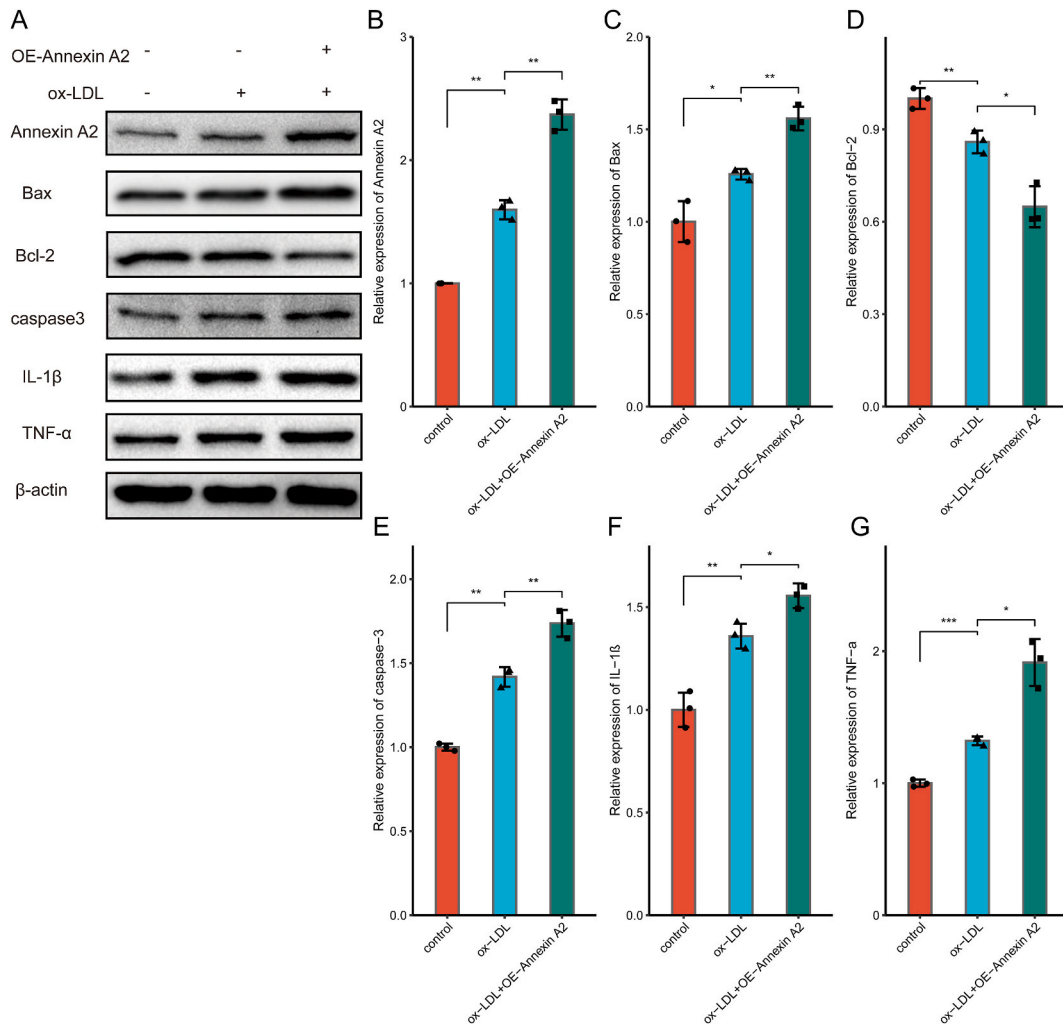 A
OE-Annexin A2 - - +
ox-LDL - + +
Annexin A2
Bax
Bcl-2
caspase3
IL-1β
TNF-α
β-actin
B
Relative expression of Annexin A2
3
2
1
0
**
**
control
ox-LDL
ox-LDL+OE-Annexin A2
C
Relative expression of Bax
2.0
1.5
1.0
0.5
0.0
*
**
control
ox-LDL
ox-LDL+OE-Annexin A2
D
Relative expression of Bcl-2
0.9
0.6
0.3
0.0
**
*
control
ox-LDL
ox-LDL+OE-Annexin A2
E
Relative expression of caspase-3
2.0
1.5
1.0
0.5
0.0
**
**
control
ox-LDL
ox-LDL+OE-Annexin A2
F
Relative expression of IL-1ß
1.5
1.0
0.5
0.0
**
*
control
ox-LDL
ox-LDL+OE-Annexin A2
G
Relative expression of TNF-a
2
1
0
***
*
control
ox-LDL
ox-LDL+OE-Annexin A2